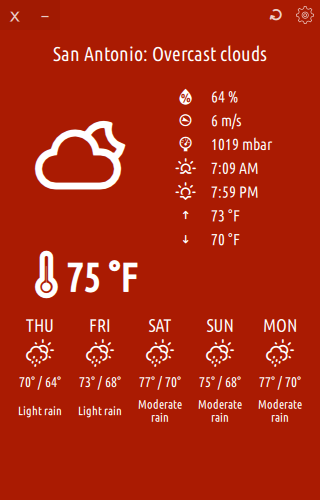 X –
San Antonio: Overcast clouds
%
64 %
6 m/s
1019 mbar
7:09 AM
7:59 PM
↑ 73 °F
↓ 70 °F
75 °F
THU FRI SAT SUN MON
70° / 64° 73° / 68° 77° / 70° 75° / 68° 77° / 70°
Light rain Light rain Moderate rain Moderate rain Moderate rain